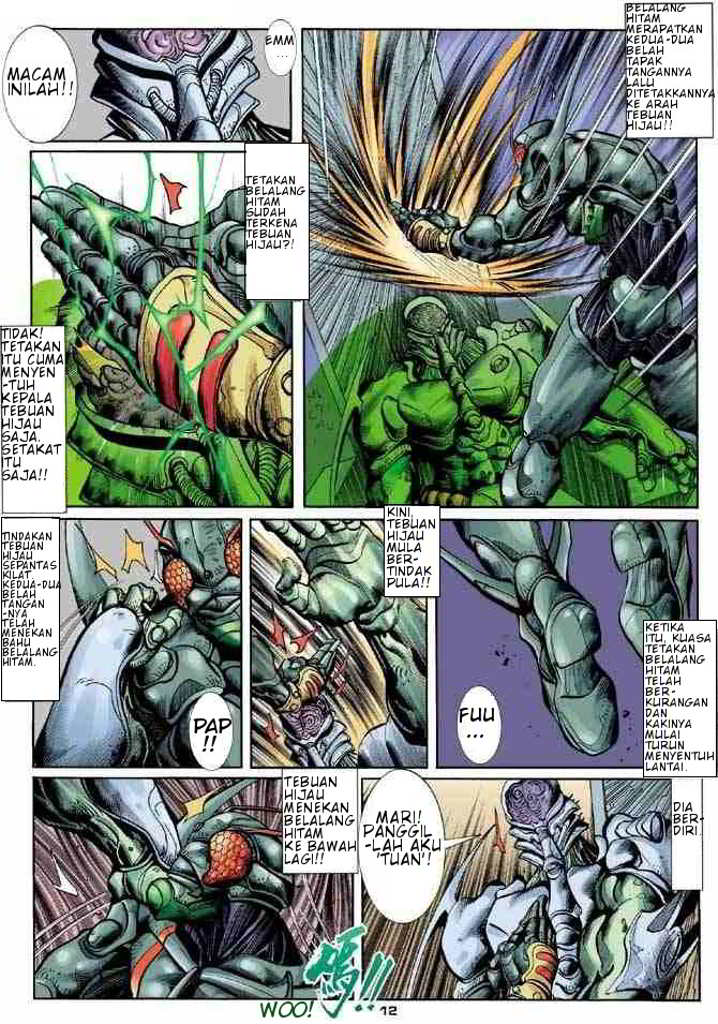 MACAM
INILAH!!
EMM
...
BELALANG
HITAM
MERAPATKAN
KEDUA-DUA
BELAH
TAPAK
TANGANNYA
LALU
DITETAKKANNYA
KE ARAH
TEBUAN
HIJAU!!
TETAKAN
BELALANG
HITAM
SUDAH
TERKENA
TEBUAN
HIJAU?!
TIDAK!
TETAKAN
ITU CUMA
MENYEN
-TUH
KEPALA
TEBUAN
HIJAU
SAJA.
SETAKAT
ITU
SAJA!!
TINDAKAN
TEBUAN
HIJAU
SEPANTAS
KILAT
KEDUA-DUA
BELAH
TANGAN
-NYA
TELAH
MENEKAN
BAHU
BELALANG
HITAM.
PAP
!!
KINI,
TEBUAN
HIJAU
MULA
BER-
TINDAK
PULA!!
FUU
...
KETIKA
ITU, KUASA
TETAKAN
BELALANG
HITAM
TELAH
BER-
KURANGAN
DAN
KAKINYA
MULAI
TURUN
MENYENTUH
LANTAI.
TEBUAN
HIJAU
MENEKAN
BELALANG
HITAM
KE BAWAH
LAGI!!
MARI!
PANGGIL
-LAH AKU
'TUAN'!
DIA
BER-
DIRI.
WOO!
!!
12